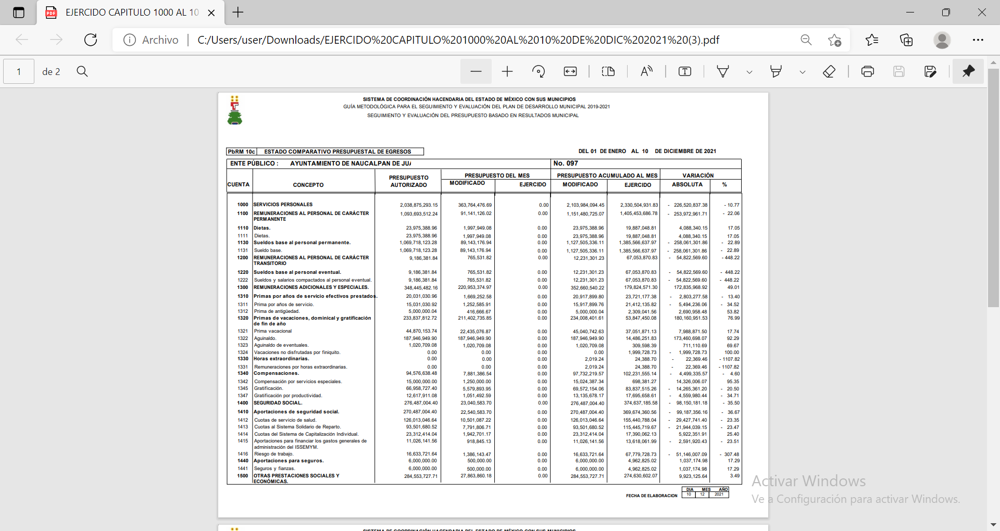 EJERCIDO CAPITULO 1000 AL 10
Archivo C:/Users/user/Downloads/EJERCIDO%20CAPITULO%201000%20AL%2010%20DE%20DIC%202021%20(3).pdf
1 de 2
SISTEMA DE COORDINACIÓN HACENDARIA DEL ESTADO DE MÉXICO CON SUS MUNICIPIOS
GUÍA METODOLÓGICA PARA EL SEGUIMIENTO Y EVALUACIÓN DEL PLAN DE DESARROLLO MUNICIPAL 2019-2021
SEGUIMIENTO Y EVALUACIÓN DEL PRESUPUESTO BASADO EN RESULTADOS MUNICIPAL
PbRM 10c ESTADO COMPARATIVO PRESUPUESTAL DE EGRESOS DEL 01 DE ENERO AL 10 DE DICIEMBRE DE 2021
ENTE PÚBLICO : AYUNTAMIENTO DE NAUCALPAN DE JUA No. 097
CUENTA CONCEPTO PRESUPUESTO AUTORIZADO PRESUPUESTO DEL MES PRESUPUESTO ACUMULADO AL MES VARIACIÓN
MODIFICADO EJERCIDO MODIFICADO EJERCIDO ABSOLUTA %
1000 SERVICIOS PERSONALES 2,038,875,293.15 363,764,476.69 0.00 2,103,984,094.45 2,330,504,931.83 - 226,520,837.38 - 10.77
1100 REMUNERACIONES AL PERSONAL DE CARÁCTER 1,093,693,512.24 91,141,126.02 0.00 1,151,480,725.07 1,405,453,686.78 - 253,972,961.71 - 22.06
PERMANENTE
1110 Dietas. 23,975,388.96 1,997,949.08 0.00 23,975,388.96 19,887,048.81 4,088,340.15 17.05
1111 Dietas. 23,975,388.96 1,997,949.08 0.00 23,975,388.96 19,887,048.81 4,088,340.15 17.05
1130 Sueldos base al personal permanente. 1,069,718,123.28 89,143,176.94 0.00 1,127,505,336.11 1,385,566,637.97 - 258,061,301.86 - 22.89
1131 Sueldo base. 1,069,718,123.28 89,143,176.94 0.00 1,127,505,336.11 1,385,566,637.97 - 258,061,301.86 - 22.89
1200 REMUNERACIONES AL PERSONAL DE CARÁCTER 9,186,381.84 765,531.82 0.00 12,231,301.23 67,053,870.83 - 54,822,569.60 - 448.22
TRANSITORIO
1220 Sueldos base al personal eventual. 9,186,381.84 765,531.82 0.00 12,231,301.23 67,053,870.83 - 54,822,569.60 - 448.22
1222 Sueldos y salarios compactados al personal eventual. 9,186,381.84 765,531.82 0.00 12,231,301.23 67,053,870.83 - 54,822,569.60 - 448.22
1300 REMUNERACIONES ADICIONALES Y ESPECIALES. 348,445,482.16 220,953,374.97 0.00 352,660,540.22 179,824,571.30 172,835,968.92 49.01
1310 Primas por años de servicio efectivos prestados. 20,031,030.96 1,669,252.58 0.00 20,917,899.80 23,721,177.38 - 2,803,277.58 - 13.40
1311 Prima por años de servicio. 15,031,030.92 1,252,585.91 0.00 15,917,899.76 21,412,135.82 - 5,494,236.06 - 34.52
1312 Prima de antigüedad. 5,000,000.04 416,666.67 0.00 5,000,000.04 2,309,041.56 2,690,958.48 53.82
1320 Primas de vacaciones, dominical y gratificación 233,837,812.72 211,402,735.85 0.00 234,008,401.61 53,847,450.08 180,160,951.53 76.99
de fin de año
1321 Prima vacacional 44,870,153.74 22,435,076.87 0.00 45,040,742.63 37,051,871.13 7,988,871.50 17.74
1322 Aguinaldo. 187,946,949.90 187,946,949.90 0.00 187,946,949.90 14,486,251.83 173,460,698.07 92.29
1323 Aguinaldo de eventuales. 1,020,709.08 1,020,709.08 0.00 1,020,709.08 309,598.39 711,110.69 69.67
1324 Vacaciones no disfrutadas por finiquito. 0.00 0.00 0.00 0.00 1,999,728.73 - 1,999,728.73 100.00
1330 Horas extraordinarias. 0.00 0.00 0.00 2,019.24 24,388.70 - 22,369.46 - 1107.82
1331 Remuneraciones por horas extraordinarias. 0.00 0.00 0.00 2,019.24 24,388.70 - 22,369.46 - 1107.82
1340 Compensaciones. 94,576,638.48 7,881,386.54 0.00 97,732,219.57 102,231,555.14 - 4,499,335.57 - 4.60
1342 Compensación por servicios especiales. 15,000,000.00 1,250,000.00 0.00 15,024,387.34 698,381.27 14,326,006.07 95.35
1345 Gratificación. 66,958,727.40 5,579,893.95 0.00 69,572,154.06 83,837,515.26 - 14,265,361.20 - 20.50
1347 Gratificación por productividad. 12,617,911.08 1,051,492.59 0.00 13,135,678.17 17,695,658.61 - 4,559,980.44 - 34.71
1400 SEGURIDAD SOCIAL. 276,487,004.40 23,040,583.70 0.00 276,487,004.40 374,637,185.58 - 98,150,181.18 - 35.50
1410 Aportaciones de seguridad social. 270,487,004.40 22,540,583.70 0.00 270,487,004.40 369,674,360.56 - 99,187,356.16 - 36.67
1412 Cuotas de servicio de salud. 126,013,046.64 10,501,087.22 0.00 126,013,046.64 155,440,788.04 - 29,427,741.40 - 23.35
1413 Cuotas al Sistema Solidario de Reparto. 93,501,680.52 7,791,806.71 0.00 93,501,680.52 115,445,719.67 - 21,944,039.15 - 23.47
1414 Cuotas del Sistema de Capitalización Individual. 23,312,414.04 1,942,701.17 0.00 23,312,414.04 17,390,062.13 5,922,351.91 25.40
1415 Aportaciones para financiar los gastos generales de 11,026,141.56 918,845.13 0.00 11,026,141.56 13,618,061.99 - 2,591,920.43 - 23.51
administración del ISSEMYM.
1416 Riesgo de trabajo. 16,633,721.64 1,386,143.47 0.00 16,633,721.64 67,779,728.73 - 51,146,007.09 - 307.48
1440 Aportaciones para seguros. 6,000,000.00 500,000.00 0.00 6,000,000.00 4,962,825.02 1,037,174.98 17.29
1441 Seguros y fianzas. 6,000,000.00 500,000.00 0.00 6,000,000.00 4,962,825.02 1,037,174.98 17.29
1500 OTRAS PRESTACIONES SOCIALES Y 284,553,727.71 27,863,860.18 0.00 284,553,727.71 274,630,602.07 9,923,125.64 3.49
ECONÓMICAS.
FECHA DE ELABORACION DIA MES AÑO
10 12 2021
Activar Windows
Ve a Configuración para activar Windows.
SISTEMA DE COORDINACIÓN HACENDARIA DEL ESTADO DE MÉXICO CON SUS MUNICIPIOS